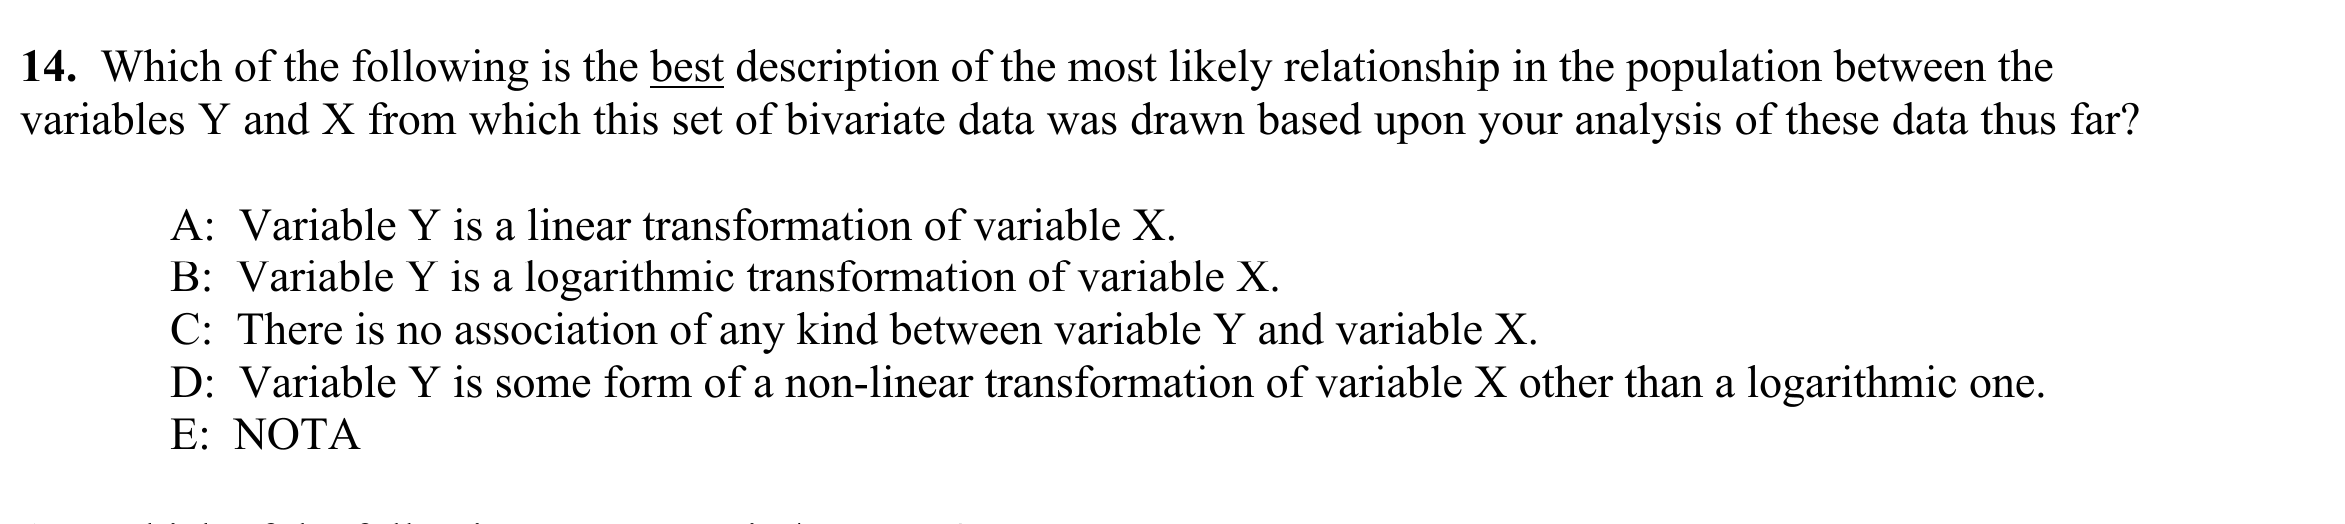 14. Which of the following is the best description of the most likely relationship in the population between the
variables Y and X from which this set of bivariate data was drawn based upon your analysis of these data thus far?
A: Variable Y is a linear transformation of variable X.
B: Variable Y is a logarithmic transformation of variable X.
C: There is no association of any kind between variable Y and variable X.
D: Variable Y is some form of a non-linear transformation of variable X other than a logarithmic one.
E: NOTA